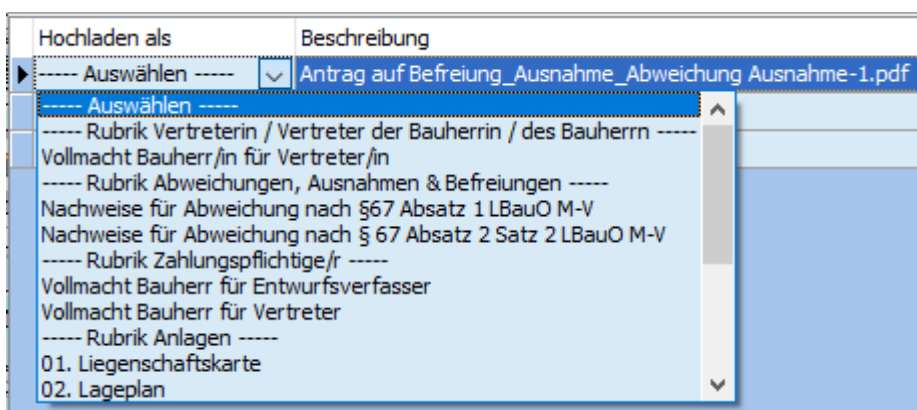 Hochladen als Beschreibung
----- Auswählen ----- Antrag auf Befreiung_Ausnahme_Abweichung Ausnahme-1.pdf
----- Auswählen -----
----- Rubrik Vertreterin / Vertreter der Bauherrin / des Bauherrn -----
Vollmacht Bauherr/in für Vertreter/in
----- Rubrik Abweichungen, Ausnahmen & Befreiungen -----
Nachweise für Abweichung nach §67 Absatz 1 LBauO M-V
Nachweise für Abweichung nach § 67 Absatz 2 Satz 2 LBauO M-V
----- Rubrik Zahlungspflichtige/r -----
Vollmacht Bauherr für Entwurfsverfasser
Vollmacht Bauherr für Vertreter
----- Rubrik Anlagen -----
01. Liegenschaftskarte
02. Lageplan